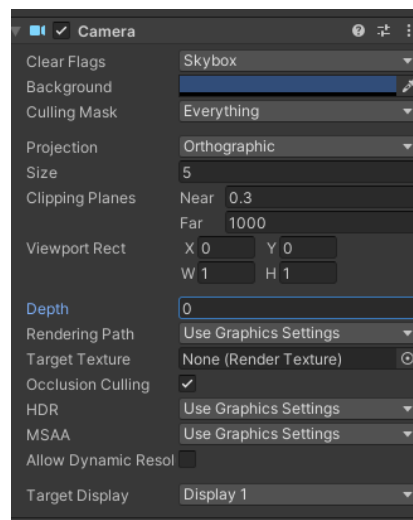 Camera
Clear Flags Skybox
Background
Culling Mask Everything
Projection Orthographic
Size 5
Clipping Planes Near 0.3
Far 1000
Viewport Rect X 0 Y 0
W 1 H 1
Depth 0
Rendering Path Use Graphics Settings
Target Texture None (Render Texture)
Occlusion Culling
HDR Use Graphics Settings
MSAA Use Graphics Settings
Allow Dynamic Resol
Target Display Display 1